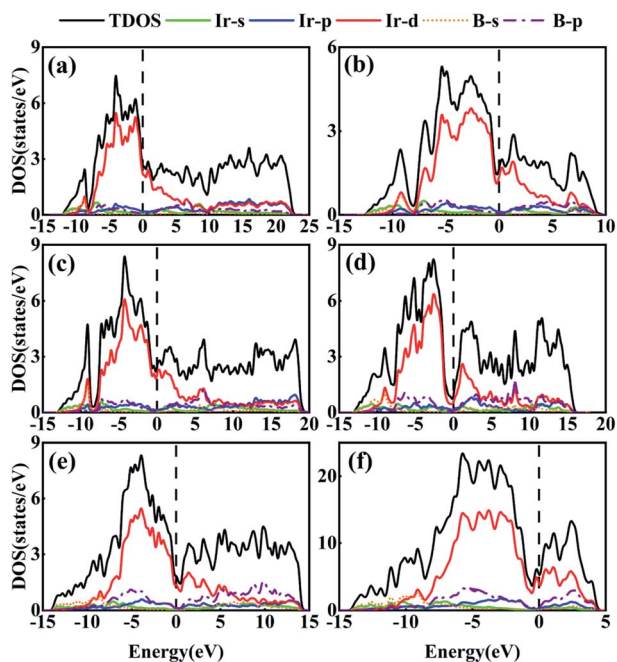 TDOS Ir-s Ir-p Ir-d B-s B-p
(a) (b)
DOS(states/eV)
9 6 3 0
-15 -10 -5 0 5 10 15 20 25
6 3 0
-15 -10 -5 0 5 10
(c) (d)
DOS(states/eV)
9 6 3 0
-15 -10 -5 0 5 10 15 20
9 6 3 0
-15 -10 -5 0 5 10 15 20
(e) (f)
DOS(states/eV)
9 6 3 0
-15 -10 -5 0 5 10 15
20 10 0
-15 -10 -5 0 5
Energy(eV) Energy(eV)